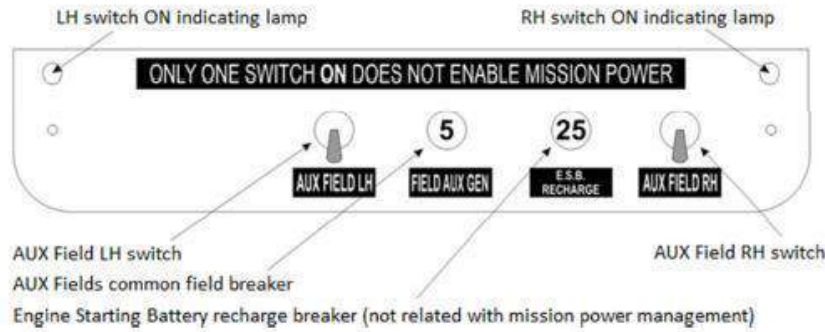 LH switch ON indicating lamp
RH switch ON indicating lamp
ONLY ONE SWITCH ON DOES NOT ENABLE MISSION POWER
5
25
AUX FIELD LH
FIELD AUX GEN
E.S.B.
RECHARGE
AUX FIELD RH
AUX Field LH switch
AUX Field RH switch
AUX Fields common field breaker
Engine Starting Battery recharge breaker (not related with mission power management)